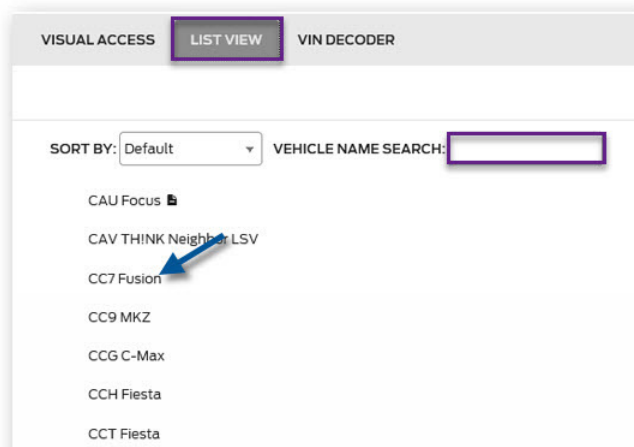 VISUAL ACCESS LIST VIEW VIN DECODER
SORT BY: Default VEHICLE NAME SEARCH:
CAU Focus
CAV TH!NK Neighbor LSV
CC7 Fusion
CC9 MKZ
CCG C-Max
CCH Fiesta
CCT Fiesta